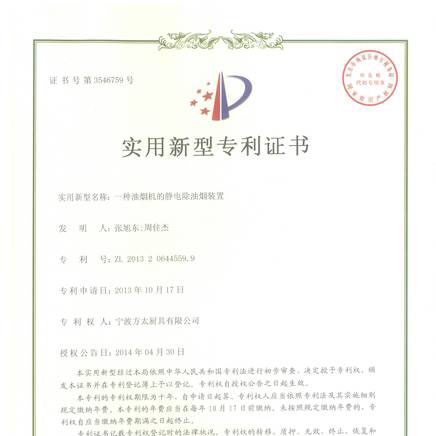 证书号第3546759号
实用新型专利证书
实用新型名称：一种油烟机的静电除油烟装置
发 明 人：张旭东;周佳杰
专 利 号：ZL 2013 2 0644559.9
专利申请日：2013年10月17日
专 利 权 人：宁波方太厨具有限公司
授权公告日：2014年04月30日
本实用新型经过本局依照中华人民共和国专利法进行初步审查，决定授予专利权，颁
发本证书并在专利登记簿上予以登记。专利权自授权公告之日起生效。
本专利的专利权期限为十年，自申请日起算。专利权人应当依照专利法及其实施细则
规定缴纳年费。本专利的年费应当在每年10月17日前缴纳。未按照规定缴纳年费的，专
利权自应当缴纳年费期满之日起终止。
专利证书记载专利权登记时的法律状况。专利权的转移、质押、无效、终止、恢复和